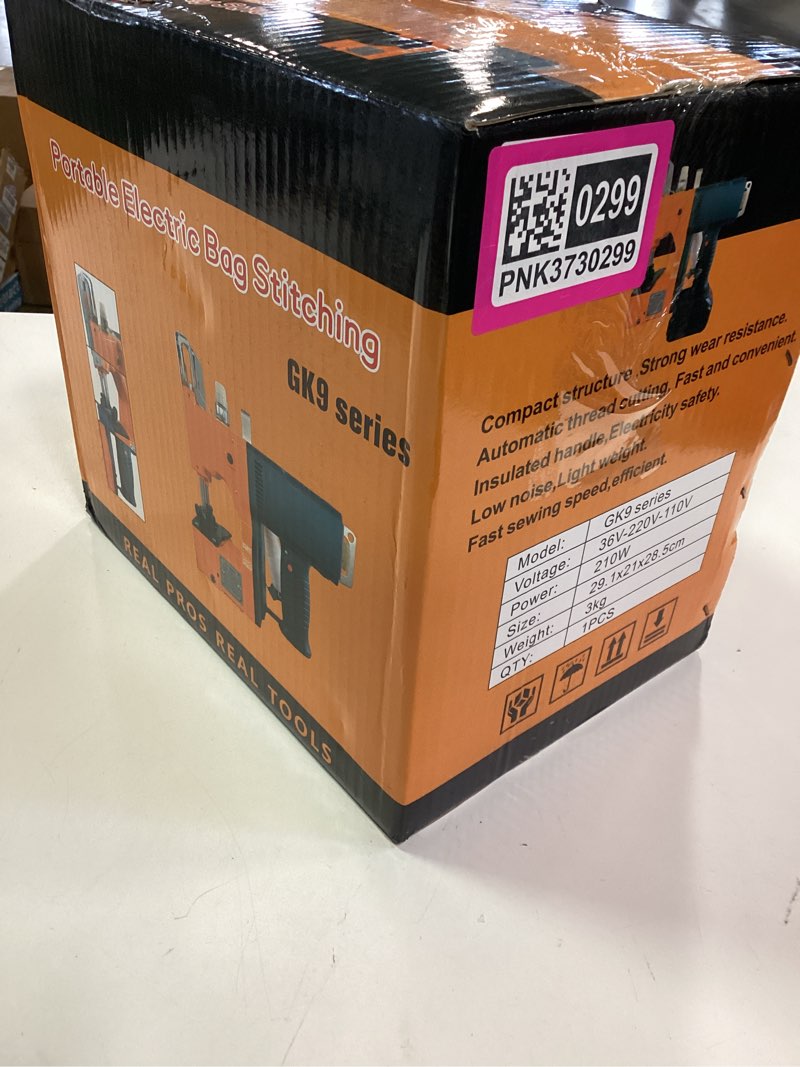 Portable Electric Bag Stitching
GK9 series
REAL PROS REAL TOOLS
0299
PNK3730299
Compact structure .Strong wear resistance.
Automatic thread cutting, Fast and convenient.
Insulated handle,Electricity safety.
Low noise,Light weight.
Fast sewing speed,efficient.
Model: GK9 series
Voltage: 36V-220V-110V
Power: 210W
Size: 29.1x21x28.5cm
Weight: 3kg
QTY: 1PCS